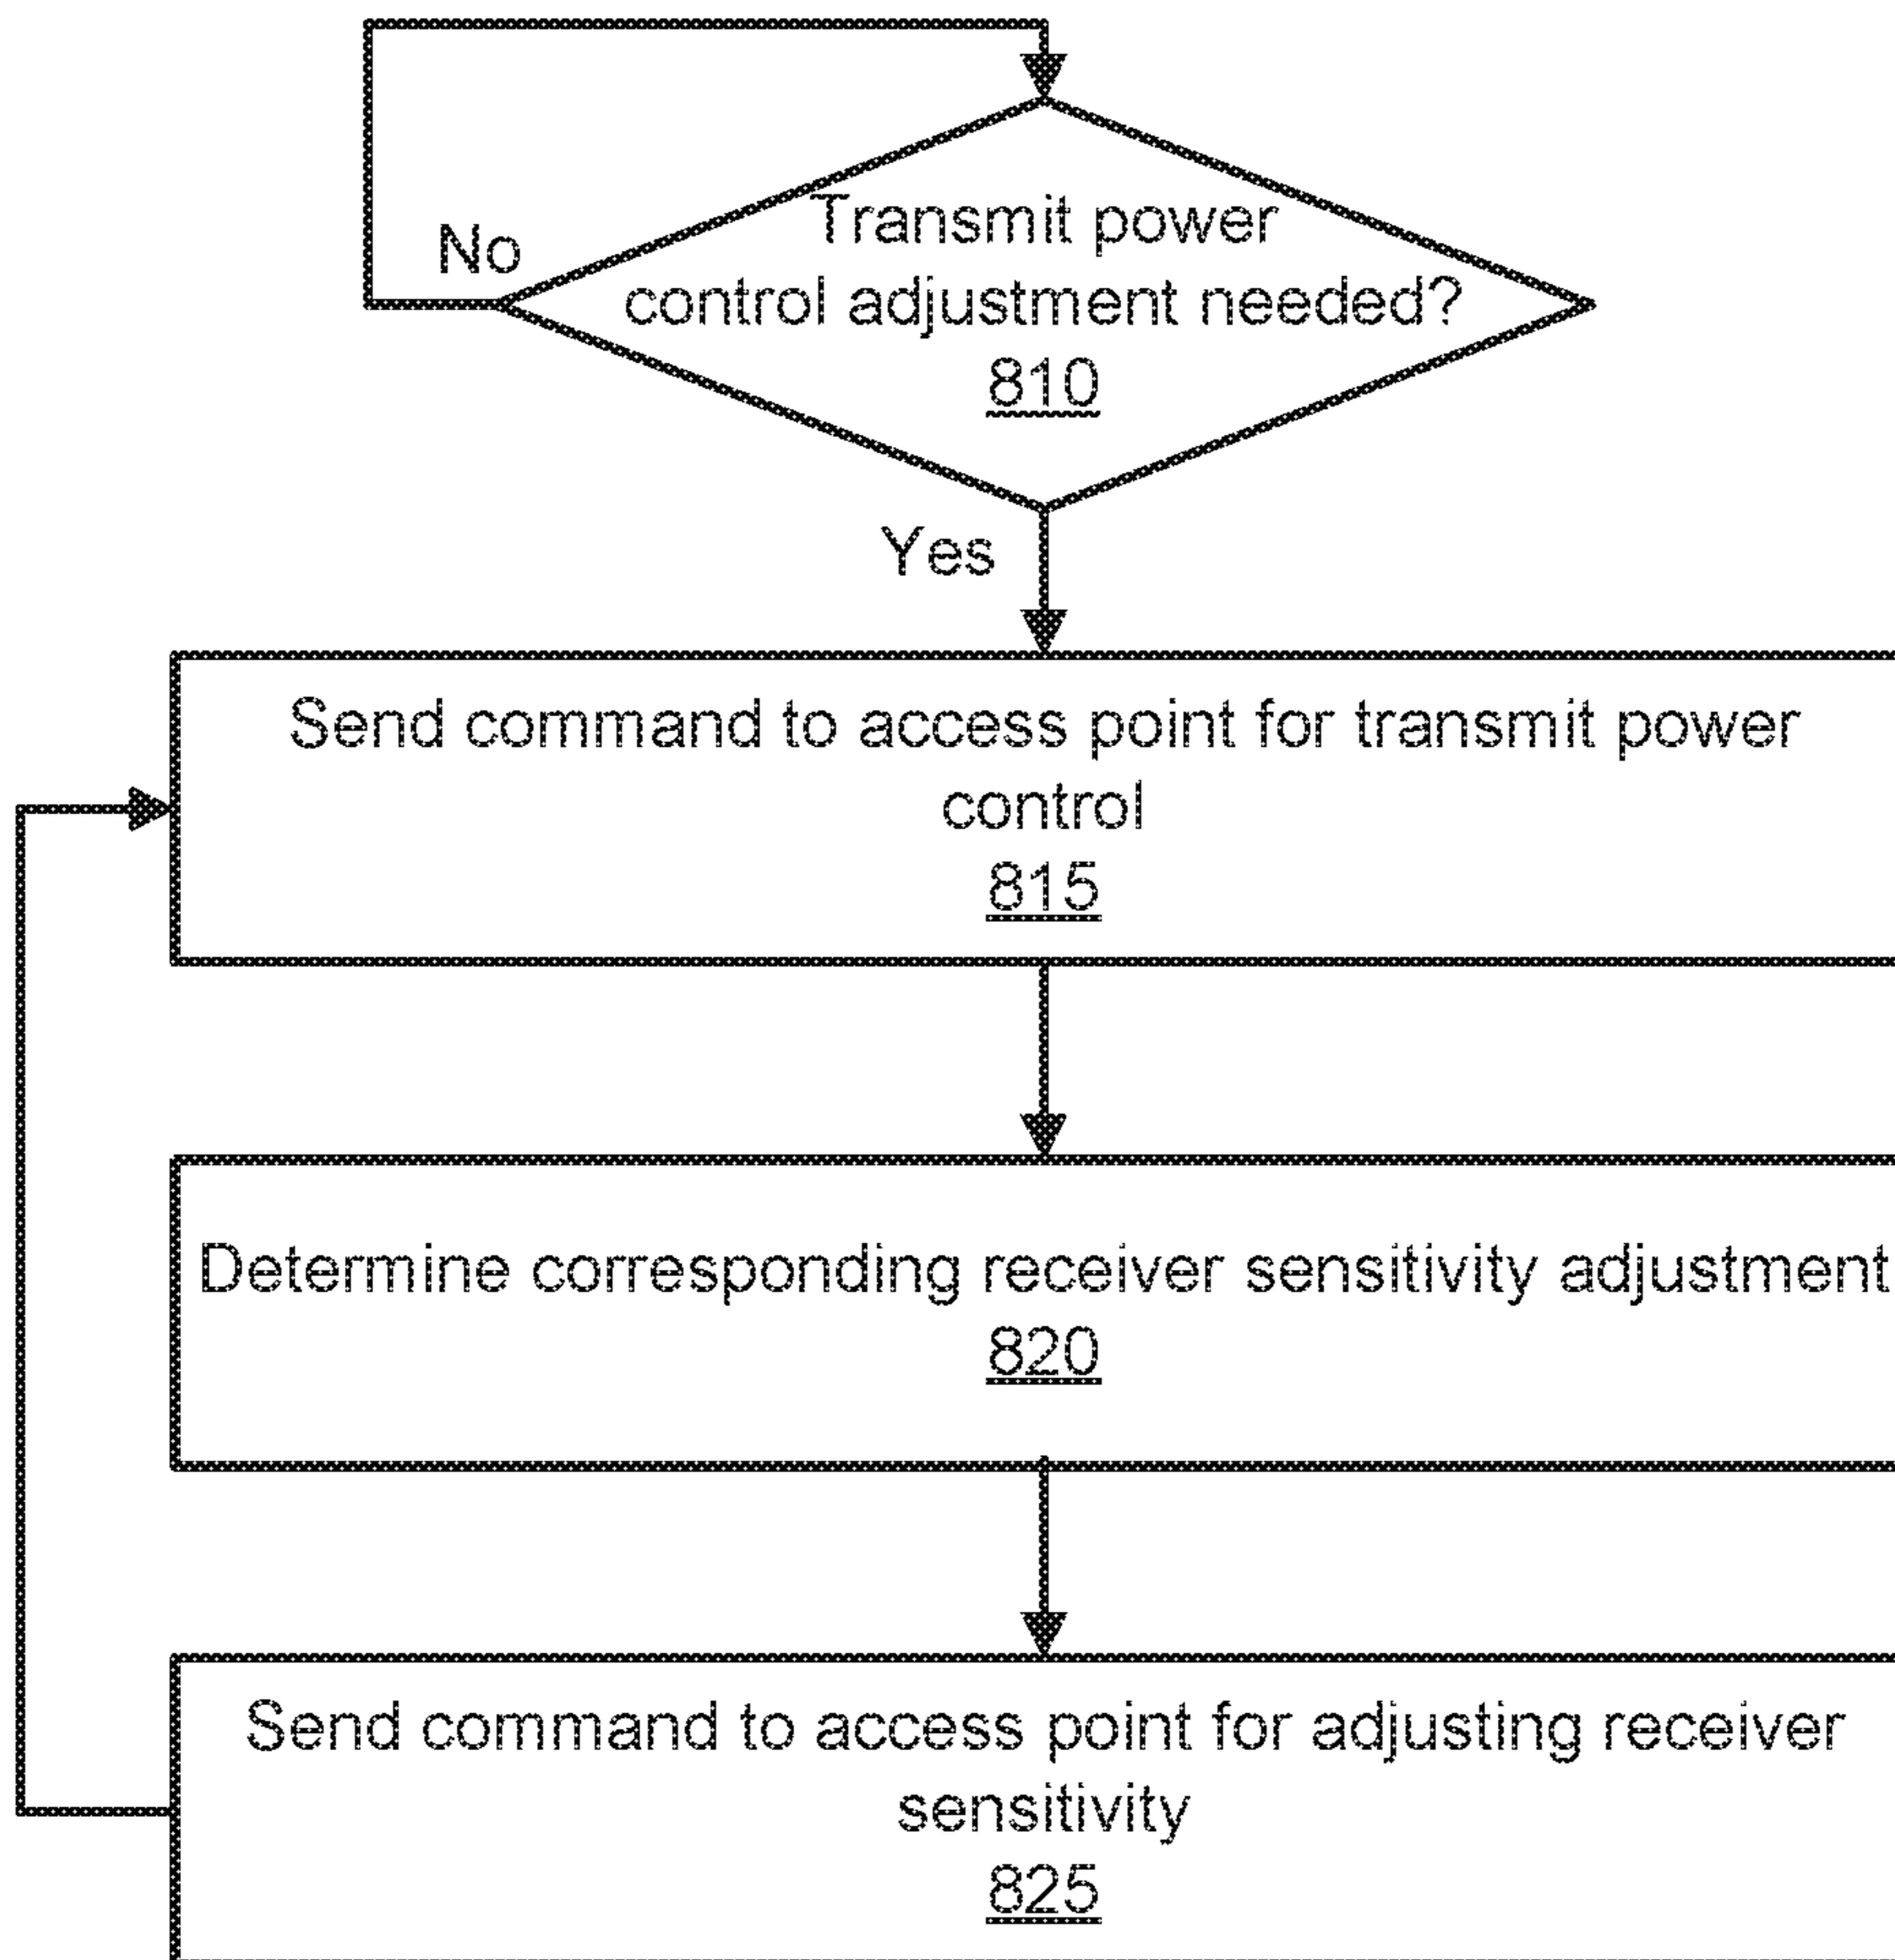 No
Transmit power
control adjustment needed?
810
Yes
Send command to access point for transmit power
control
815
Determine corresponding receiver sensitivity adjustment
820
Send command to access point for adjusting receiver
sensitivity
825